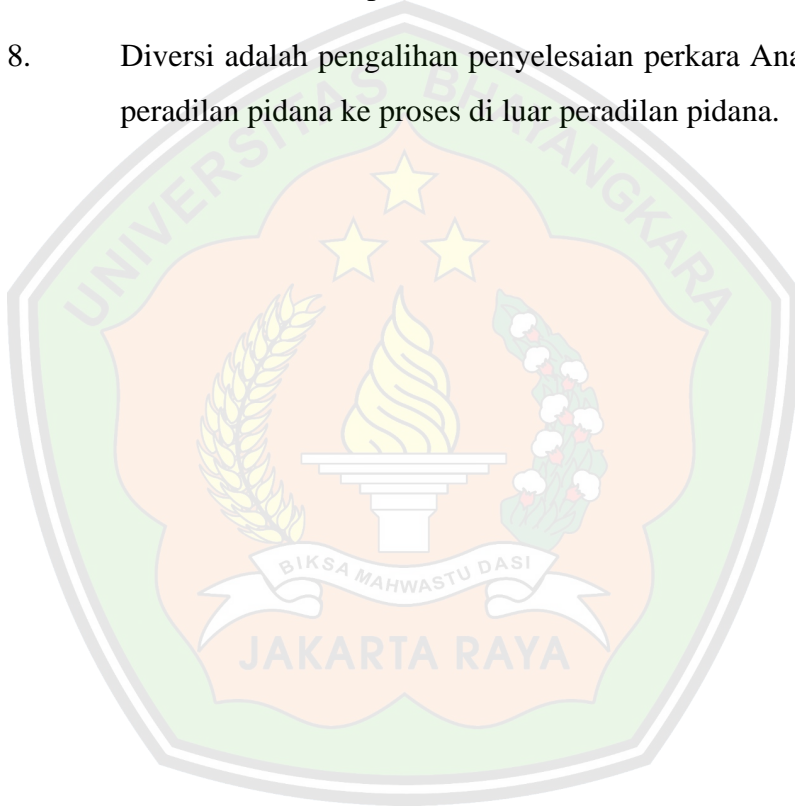 8. Diversi adalah pengalihan penyelesaian perkara
peradilan pidana ke proses di luar peradilan pidana.
UNIVERSITAS BHAYANGKARA
BIKSA MAHWASTU DASI
JAKARTA RAYA